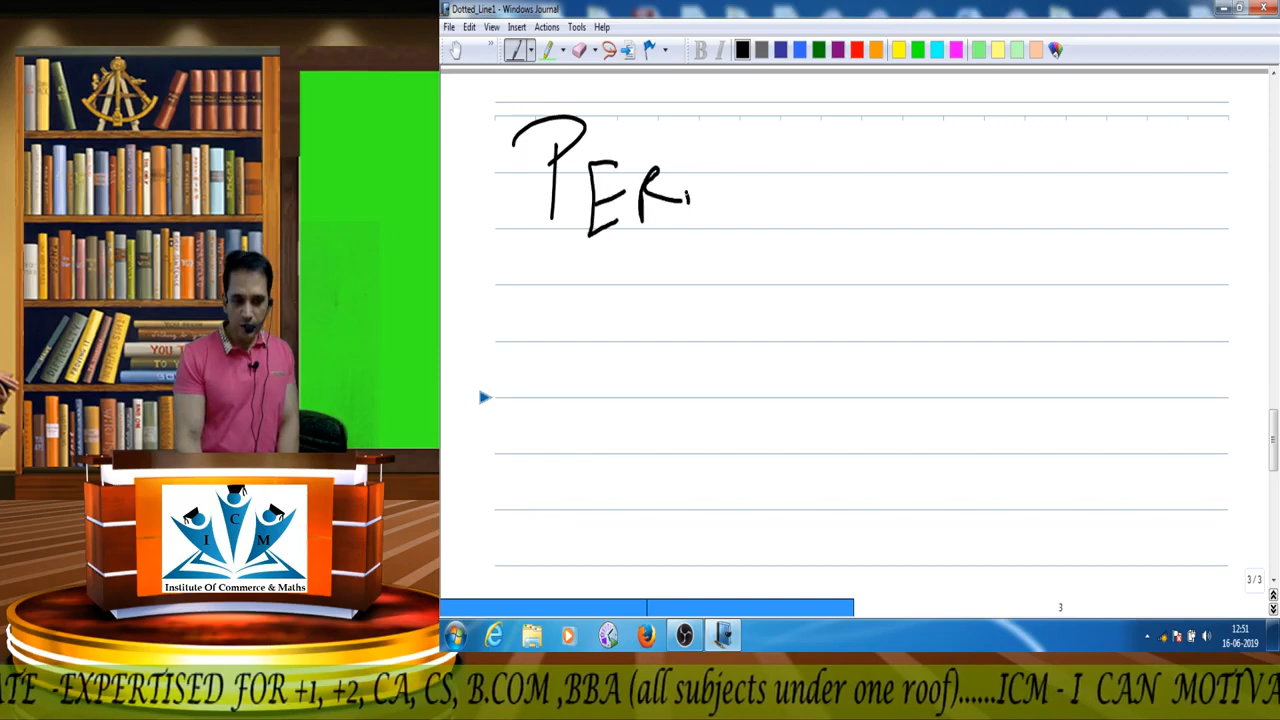 Dotted_Line1 - Windows Journal
File Edit View Insert Actions Tools Help
B I
PER
3 / 3
3
12:51
16-06-2019
I C M
Institute Of Commerce & Maths
ATE -EXPERTISED FOR +1, +2, CA, CS, B.COM ,BBA (all subjects under one roof)......ICM - I CAN MOTIVA